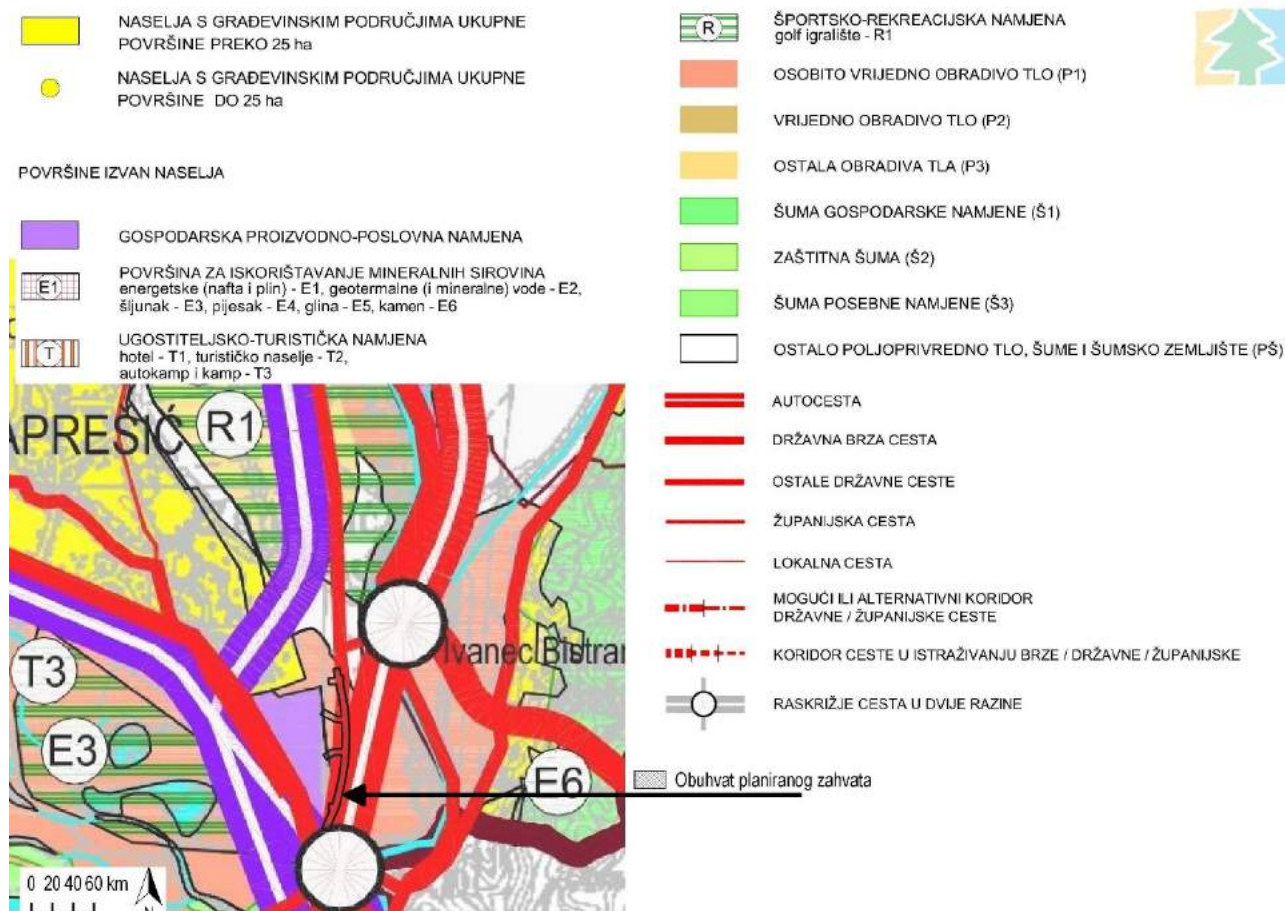 NASELJA S GRAĐEVINSKIM PODRUČJIMA UKUPNE
POVRŠINE PREKO 25 ha
NASELJA S GRAĐEVINSKIM PODRUČJIMA UKUPNE
POVRŠINE DO 25 ha
POVRŠINE IZVAN NASELJA
GOSPODARSKA PROIZVODNO-POSLOVNA NAMJENA
E1
POVRŠINA ZA ISKORIŠTAVANJE MINERALNIH SIROVINA
energetske (nafta i plin) - E1, geotermalne (i mineralne) vode - E2,
šljunak - E3, pijesak - E4, glina - E5, kamen - E6
T
UGOSTITELJSKO-TURISTIČKA NAMJENA
hotel - T1, turističko naselje - T2,
autokamp i kamp - T3
R
ŠPORTSKO-REKREACIJSKA NAMJENA
golf igralište - R1
OSOBITO VRIJEDNO OBRADIVO TLO (P1)
VRIJEDNO OBRADIVO TLO (P2)
OSTALA OBRADIVA TLA (P3)
ŠUMA GOSPODARSKE NAMJENE (Š1)
ZAŠTITNA ŠUMA (Š2)
ŠUMA POSEBNE NAMJENE (Š3)
OSTALO POLJOPRIVREDNO TLO, ŠUME I ŠUMSKO ZEMLJIŠTE (PŠ)
AUTOCESTA
DRŽAVNA BRZA CESTA
OSTALE DRŽAVNE CESTE
ŽUPANIJSKA CESTA
LOKALNA CESTA
MOGUĆI ILI ALTERNATIVNI KORIDOR
DRŽAVNE / ŽUPANIJSKE CESTE
KORIDOR CESTE U ISTRAŽIVANJU BRZE / DRŽAVNE / ŽUPANIJSKE
RASKRIŽJE CESTA U DVIJE RAZINE
Obuhvat planiranog zahvata
APREŠIĆ
R1
Ivanec Bistran
T3
E3
E6
0 20 40 60 km
N